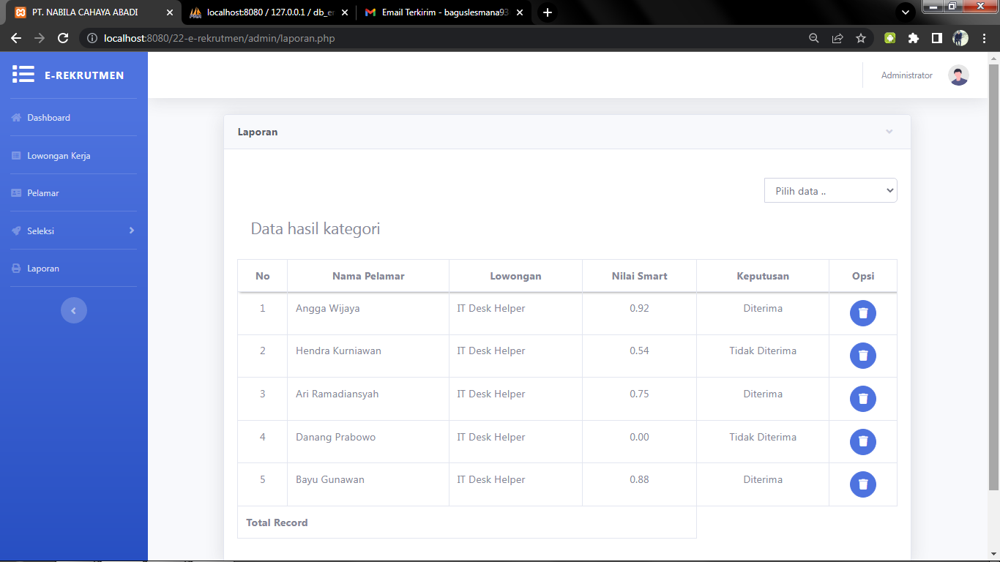 PT. NABILA CAHAYA ABADI
localhost:8080 / 127.0.0.1 / db_er
Email Terkirim - baguslesmana93
localhost:8080/22-e-rekrutmen/admin/laporan.php
E-REKRUTMEN
Administrator
Dashboard
Lowongan Kerja
Pelamar
Seleksi
Laporan
Laporan
Pilih data ..
Data hasil kategori
No Nama Pelamar Lowongan Nilai Smart Keputusan Opsi
1 Angga Wijaya IT Desk Helper 0.92 Diterima
2 Hendra Kurniawan IT Desk Helper 0.54 Tidak Diterima
3 Ari Ramadiansyah IT Desk Helper 0.75 Diterima
4 Danang Prabowo IT Desk Helper 0.00 Tidak Diterima
5 Bayu Gunawan IT Desk Helper 0.88 Diterima
Total Record